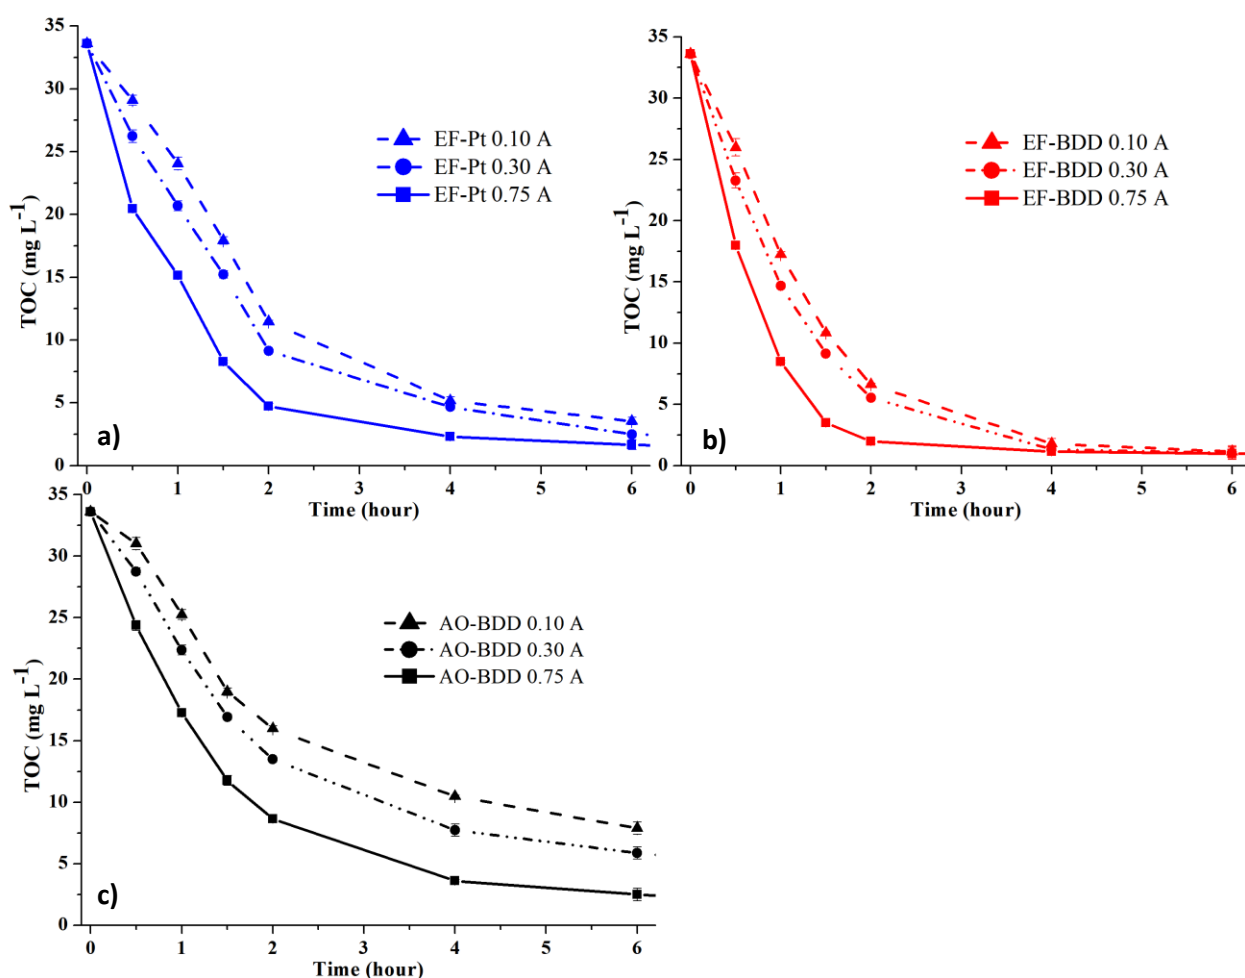 35
30
25
20
15
10
5
0
TOC (mg L⁻¹)
EF-Pt 0.10 A
EF-Pt 0.30 A
EF-Pt 0.75 A
a)
0 1 2 3 4 5 6
Time (hour)
35
30
25
20
15
10
5
0
TOC (mg L⁻¹)
EF-BDD 0.10 A
EF-BDD 0.30 A
EF-BDD 0.75 A
b)
0 1 2 3 4 5 6
Time (hour)
35
30
25
20
15
10
5
0
TOC (mg L⁻¹)
AO-BDD 0.10 A
AO-BDD 0.30 A
AO-BDD 0.75 A
c)
0 1 2 3 4 5 6
Time (hour)